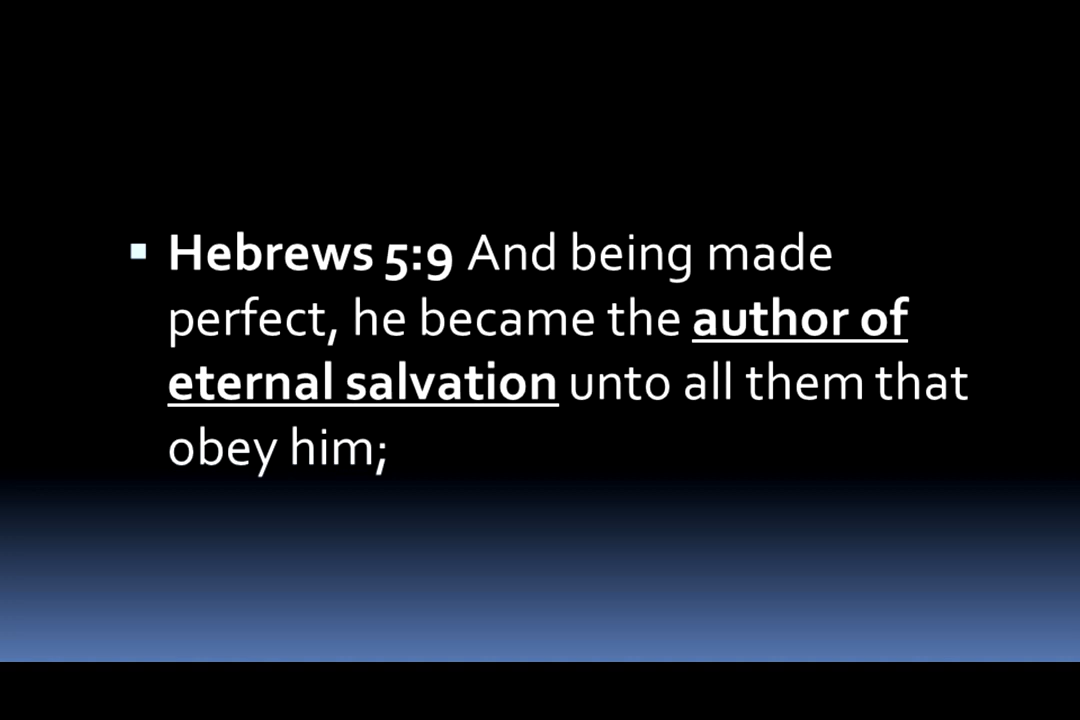 ▪ Hebrews 5:9 And being made
perfect, he became the author of
eternal salvation unto all them that
obey him;